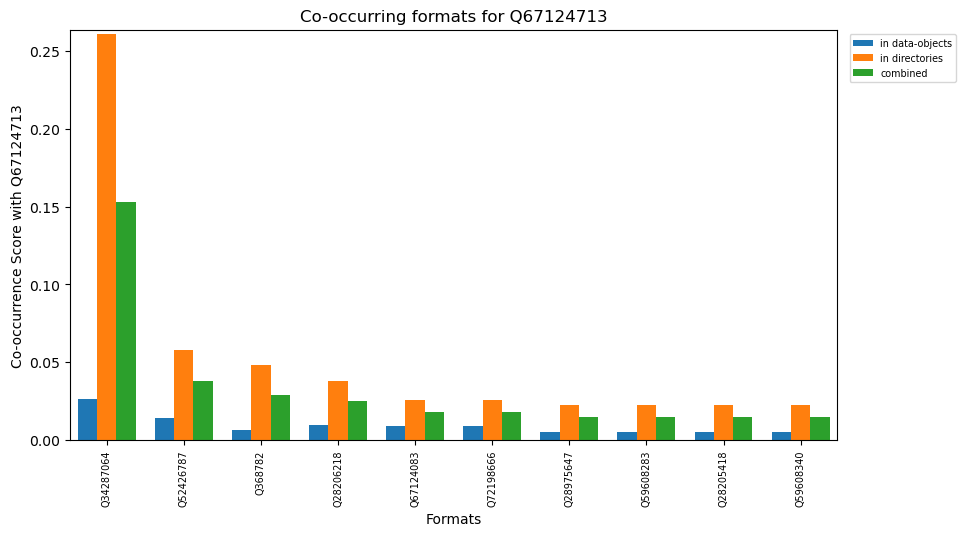 Co-occurring formats for Q67124713
in data-objects
in directories
combined
Co-occurrence Score with Q67124713
0.25
0.20
0.15
0.10
0.05
0.00
Q34287064
Q52426787
Q368782
Q28206218
Q67124083
Q72198666
Q28975647
Q59608283
Q28205418
Q59608340
Formats